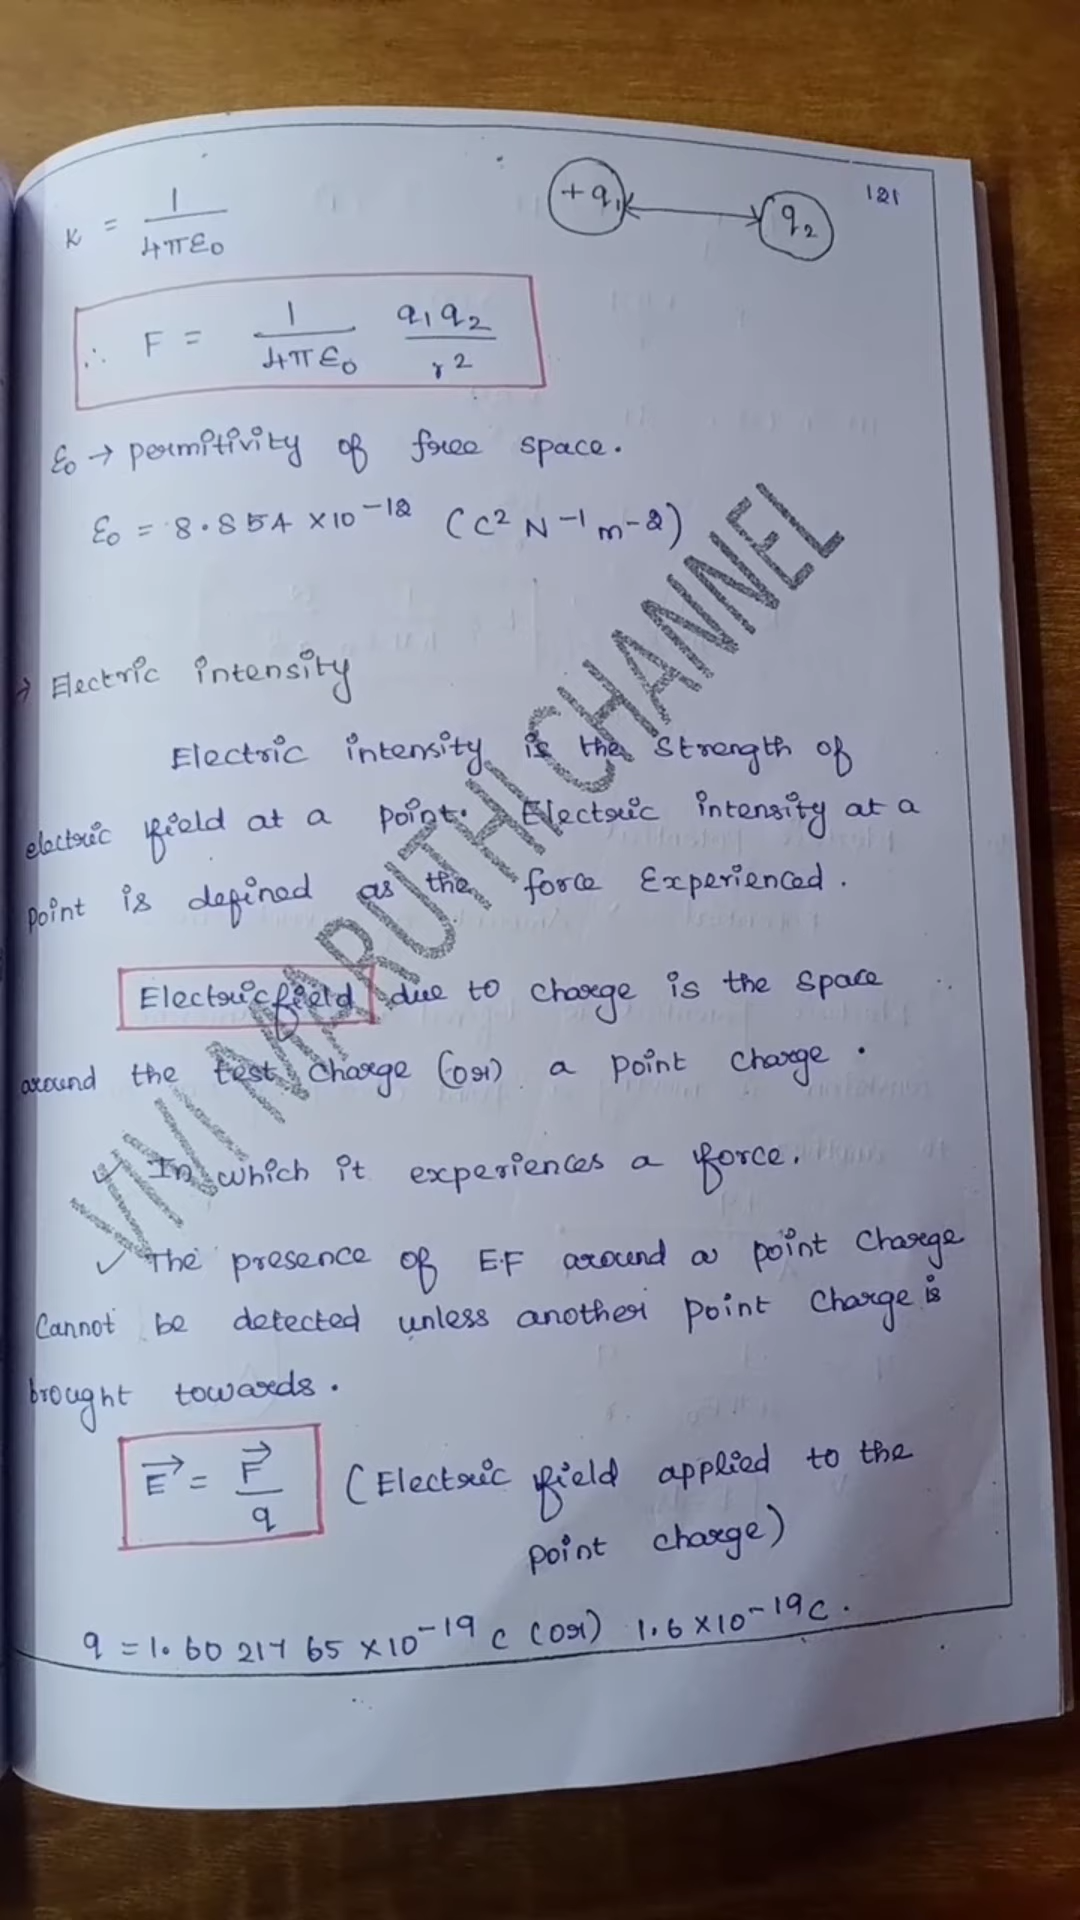 121
K = 1/4πε0
+q1 q2
∴ F = 1/4πε0 q1q2/r2
ε0 → permitivity of free space.
ε0 = 8.854 ×10-12 (C2 N-1 m-2)
→ Electric intensity
Electric intensity is the strength of
electric field at a point. Electric intensity at a
point is defined as the force Experienced.
Electric field due to charge is the space
around the test charge (or) a point charge.
✓ In which it experiences a force.
✓ The presence of E.F around a point charge
cannot be detected unless another point charge is
brought towards.
E→ = F→/q (Electric field applied to the
point charge)
q = 1.60 217 65 ×10-19 C (or) 1.6×10-19C.
VIVI MARUTHI CHANNEL